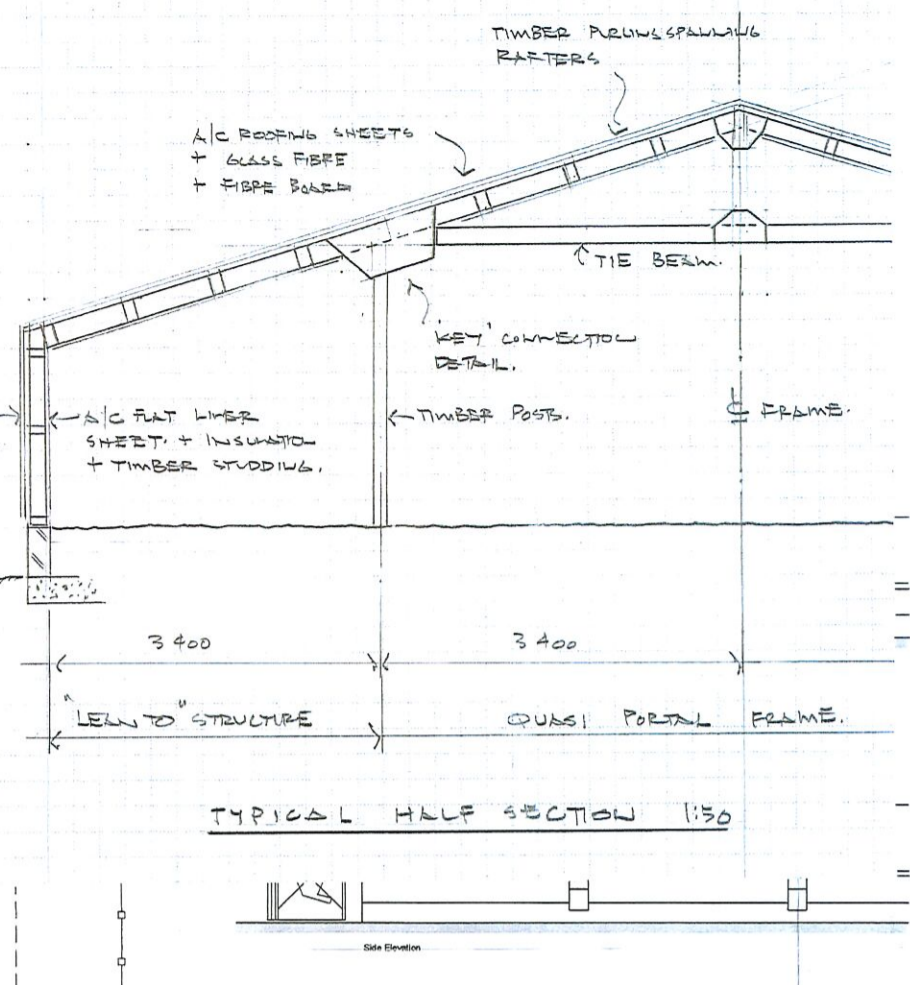 TIMBER PURLINS SPANNING
RAFTERS
A/C ROOFING SHEETS
+ GLASS FIBRE
+ FIBRE BOARD
TIE BEAM.
'KEY' CONNECTION
DETAIL.
A/C FLAT LINER
SHEET. + INSULATION
+ TIMBER STUDDING.
TIMBER POSTS.
℄ FRAME.
3 400
3 400
"LEAN TO" STRUCTURE
QUASI PORTAL FRAME.
TYPICAL HALF SECTION 1:50
Side Elevation